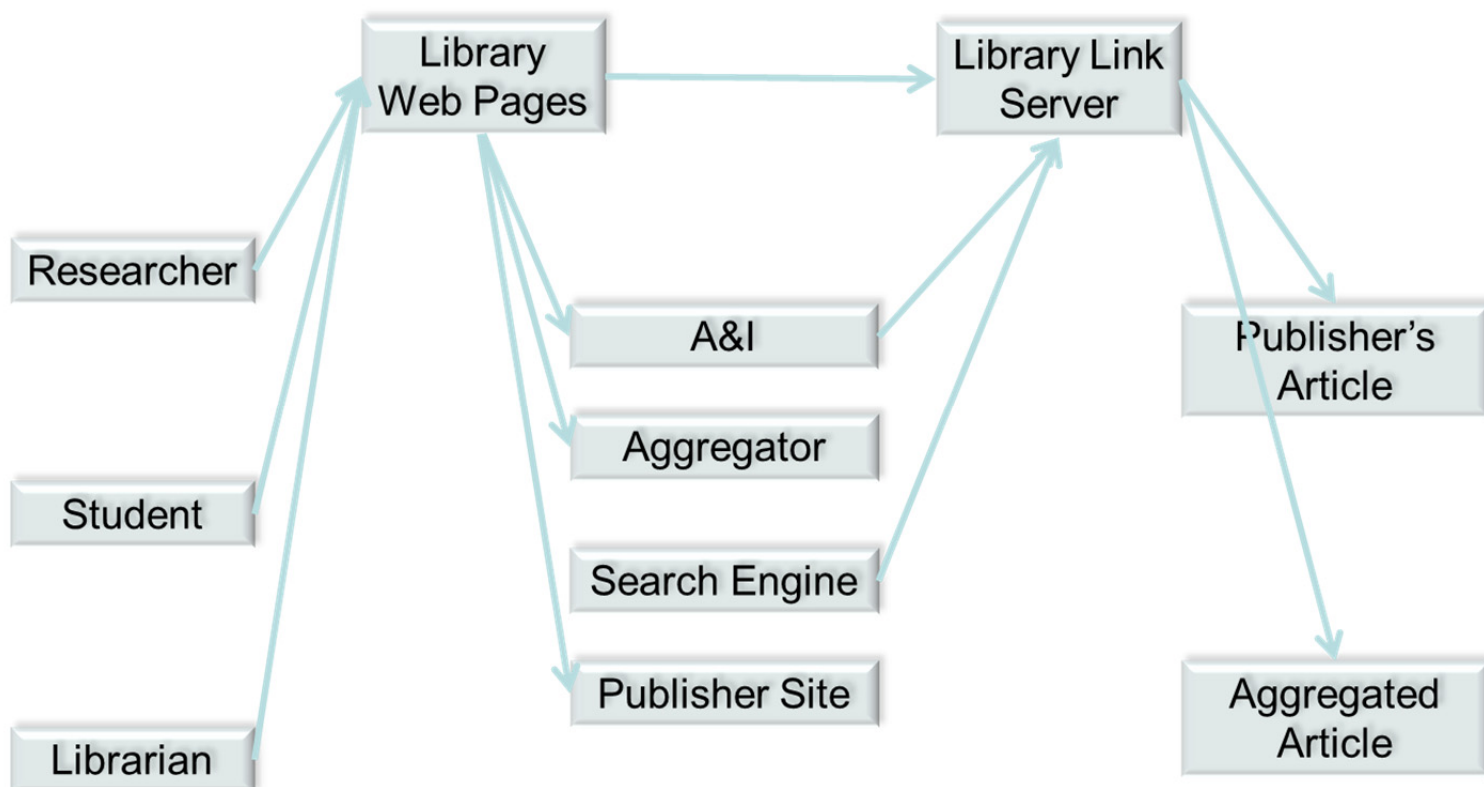 Library
Web Pages
Library Link
Server
Researcher
A&I
Publisher’s
Article
Aggregator
Student
Search Engine
Publisher Site
Aggregated
Article
Librarian